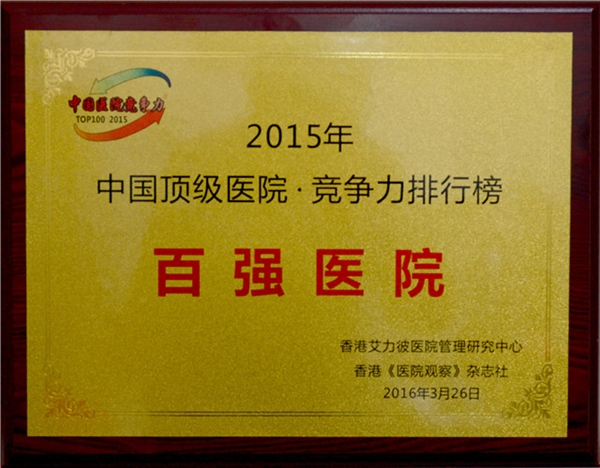 中国医院竞争力
TOP100 2015
2015年
中国顶级医院·竞争力排行榜
百强医院
香港艾力彼医院管理研究中心
香港《医院观察》杂志社
2016年3月26日